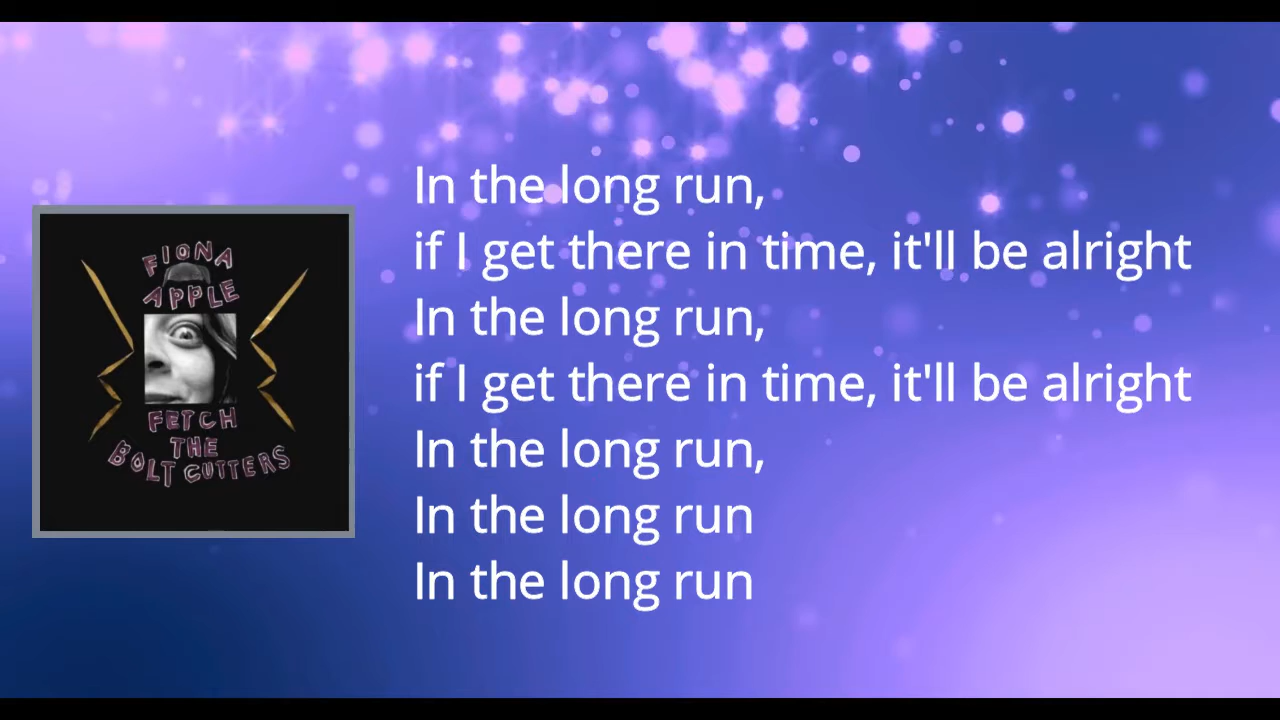 FIONA
APPLE
FETCH
THE
BOLT CUTTERS
In the long run,
if I get there in time, it'll be alright
In the long run,
if I get there in time, it'll be alright
In the long run,
In the long run
In the long run